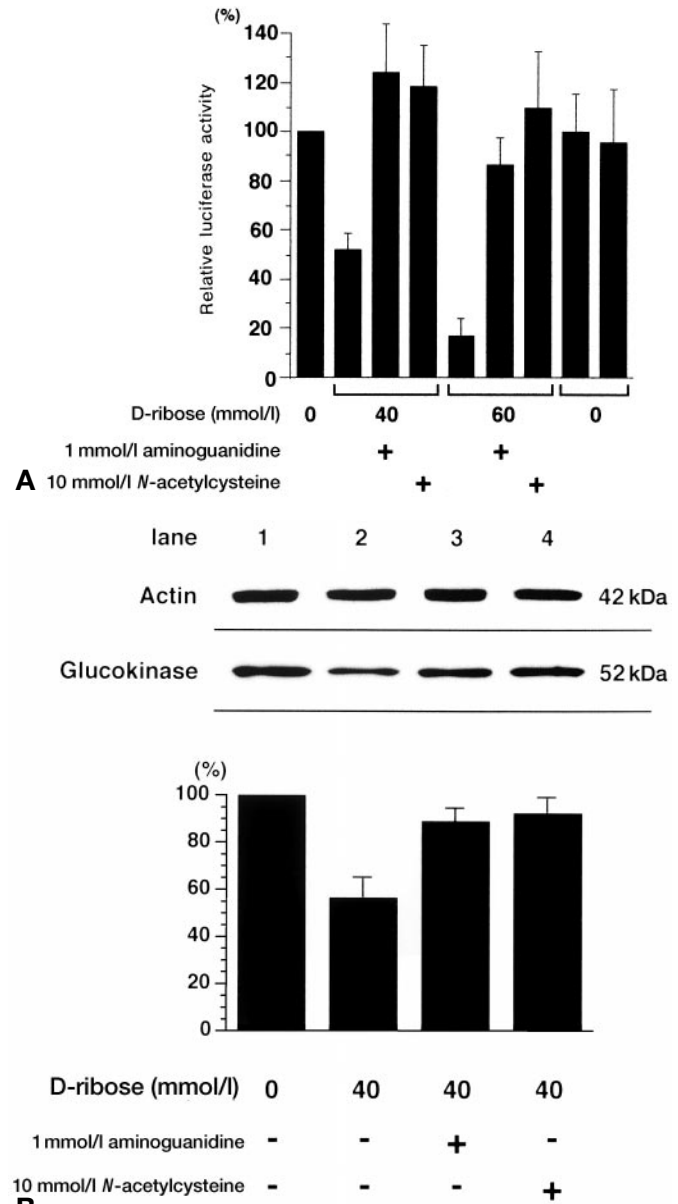 (%)
140
120
100
80
60
40
20
0
Relative luciferase activity
D-ribose (mmol/l) 0 40 60 0
1 mmol/l aminoguanidine + +
A 10 mmol/l N-acetylcysteine + +
lane 1 2 3 4
Actin 42 kDa
Glucokinase 52 kDa
(%)
100
80
60
40
20
0
D-ribose (mmol/l) 0 40 40 40
1 mmol/l aminoguanidine - - + -
10 mmol/l N-acetylcysteine - - - +